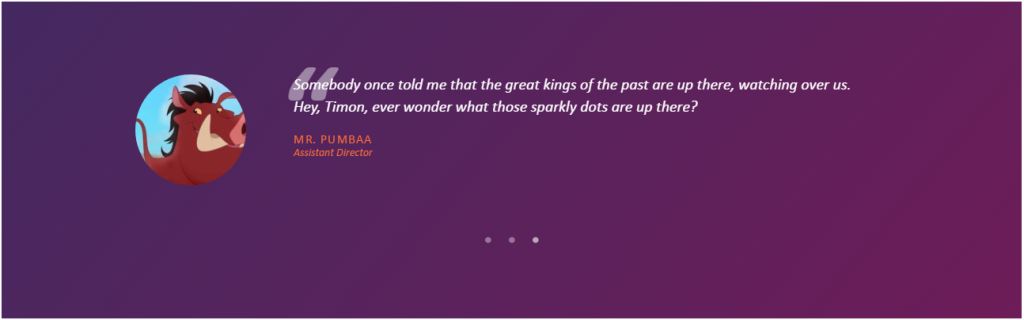 “
Somebody once told me that the great kings of the past are up there, watching over us.
Hey, Timon, ever wonder what those sparkly dots are up there?
MR. PUMBAA
Assistant Director